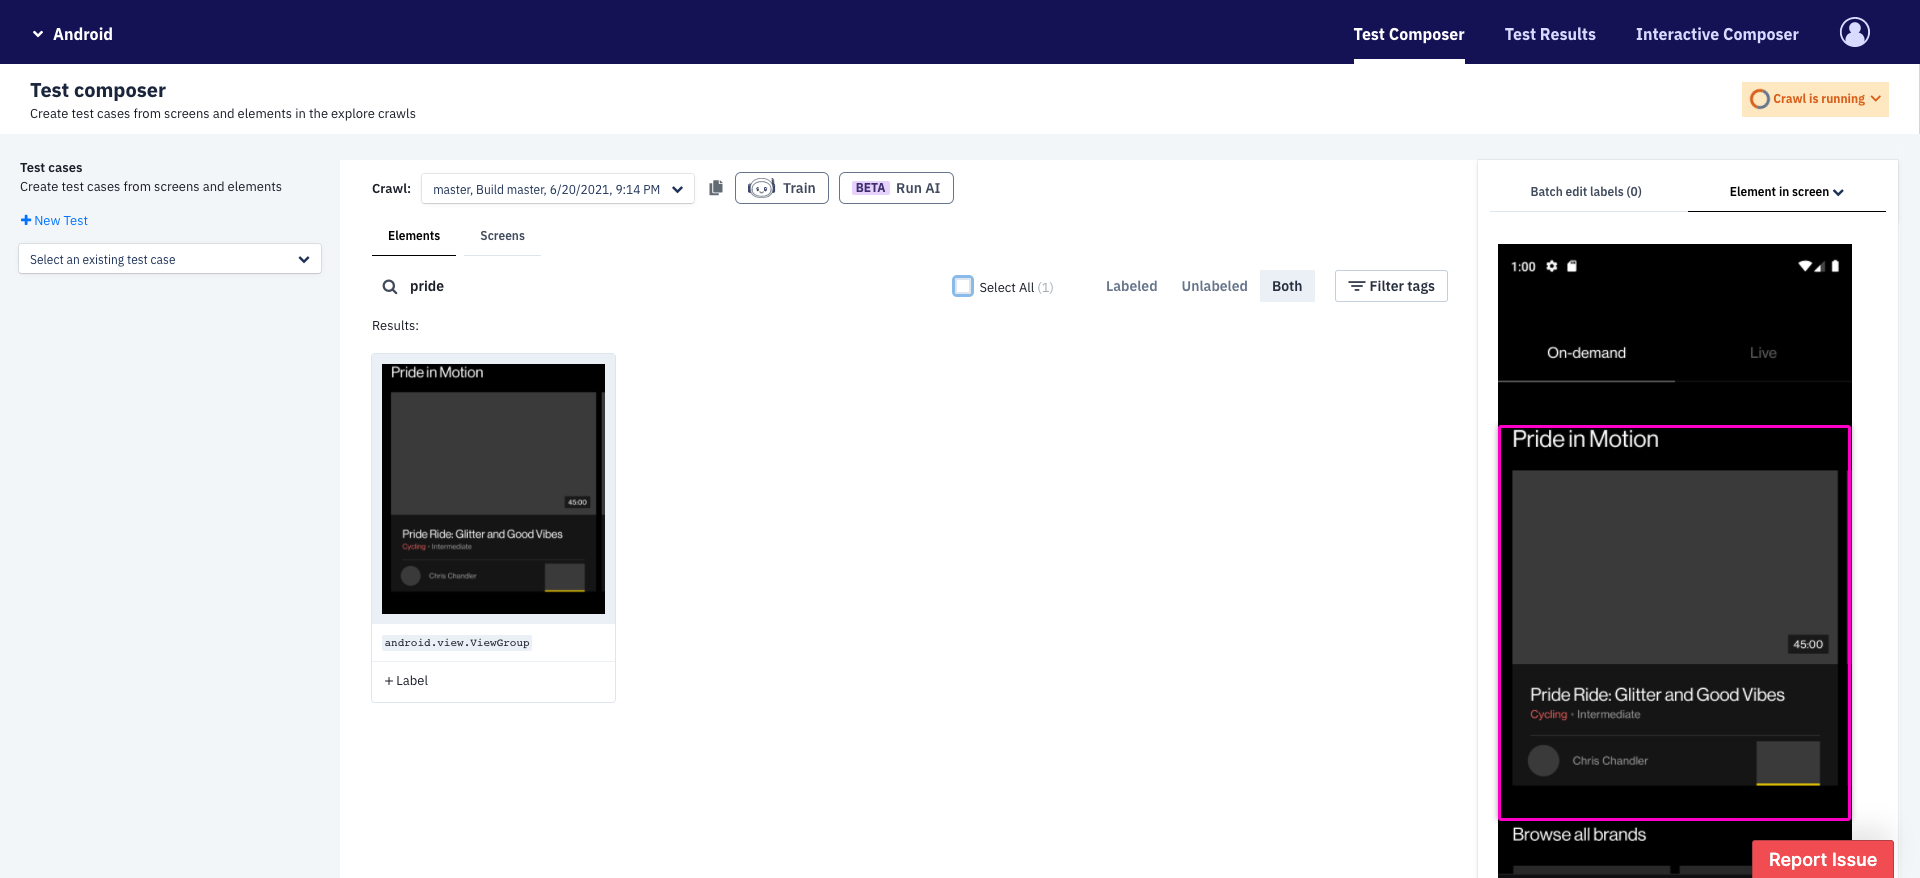 Android
Test Composer
Test Results
Interactive Composer
Test composer
Create test cases from screens and elements in the explore crawls
Crawl is running
Test cases
Create test cases from screens and elements
+ New Test
Select an existing test case
Crawl:
master, Build master, 6/20/2021, 9:14 PM
Train
BETA Run AI
Elements
Screens
pride
Select All (1)
Labeled
Unlabeled
Both
Filter tags
Results:
Pride in Motion
45:00
Pride Ride: Glitter and Good Vibes
Cycling • Intermediate
Chris Chandler
android.view.ViewGroup
+ Label
Batch edit labels (0)
Element in screen
1:00
On-demand
Live
Pride in Motion
45:00
Pride Ride: Glitter and Good Vibes
Cycling • Intermediate
Chris Chandler
Browse all brands
Report Issue